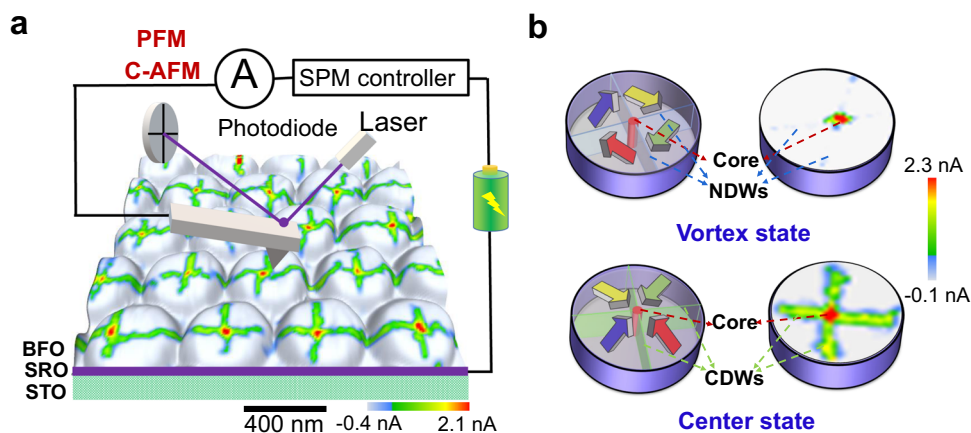 a
PFM
C-AFM
A
SPM controller
Photodiode
Laser
BFO
SRO
STO
400 nm
-0.4 nA
2.1 nA
b
Core
NDWs
Vortex state
2.3 nA
-0.1 nA
Core
CDWs
Center state